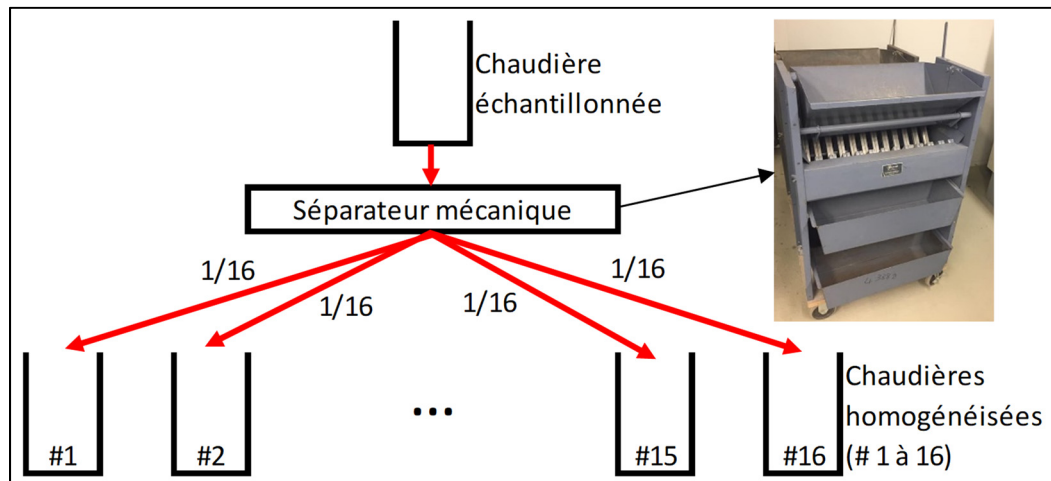 Chaudière
échantillonnée
Séparateur mécanique
1/16
1/16
1/16
1/16
...
#1
#2
#15
#16
Chaudières
homogénéisées
(# 1 à 16)